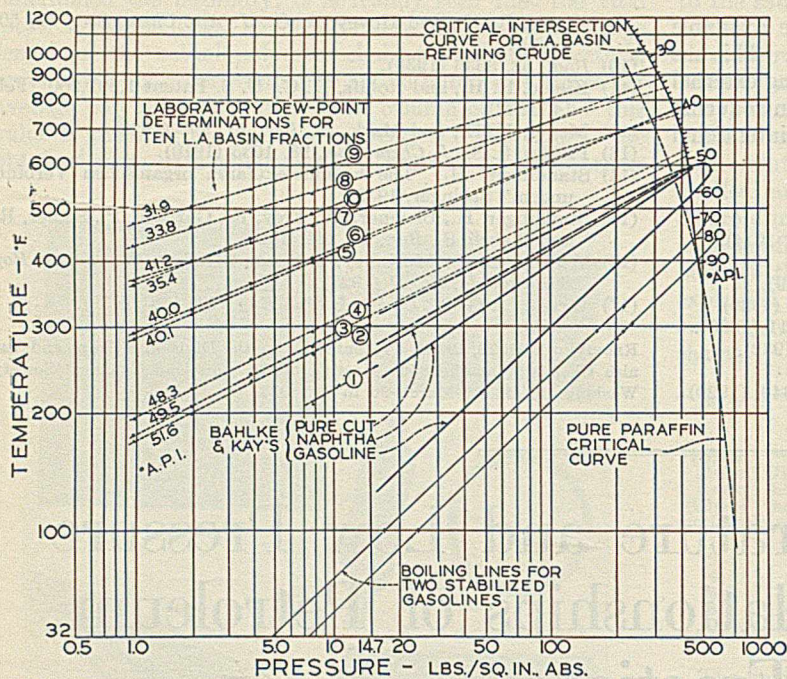 1200
1100
1000
900
800
700
600
500
400
300
200
100
32
TEMPERATURE - °F.
CRITICAL INTERSECTION
CURVE FOR L.A. BASIN
REFINING CRUDE
30
40
50
60
70
80
90
°A.P.I.
LABORATORY DEW-POINT
DETERMINATIONS FOR
TEN L.A. BASIN FRACTIONS
9
8
10
7
6
5
4
3
2
1
31.9
33.8
41.2
35.4
40.0
40.1
48.3
49.5
51.6
°A.P.I.
BAHLKE
& KAY'S
PURE CUT
NAPHTHA
GASOLINE
PURE PARAFFIN
CRITICAL
CURVE
BOILING LINES FOR
TWO STABILIZED
GASOLINES
0.5 1.0 5.0 10 14.7 20 50 100 200 500 1000
PRESSURE - LBS./SQ. IN., ABS.